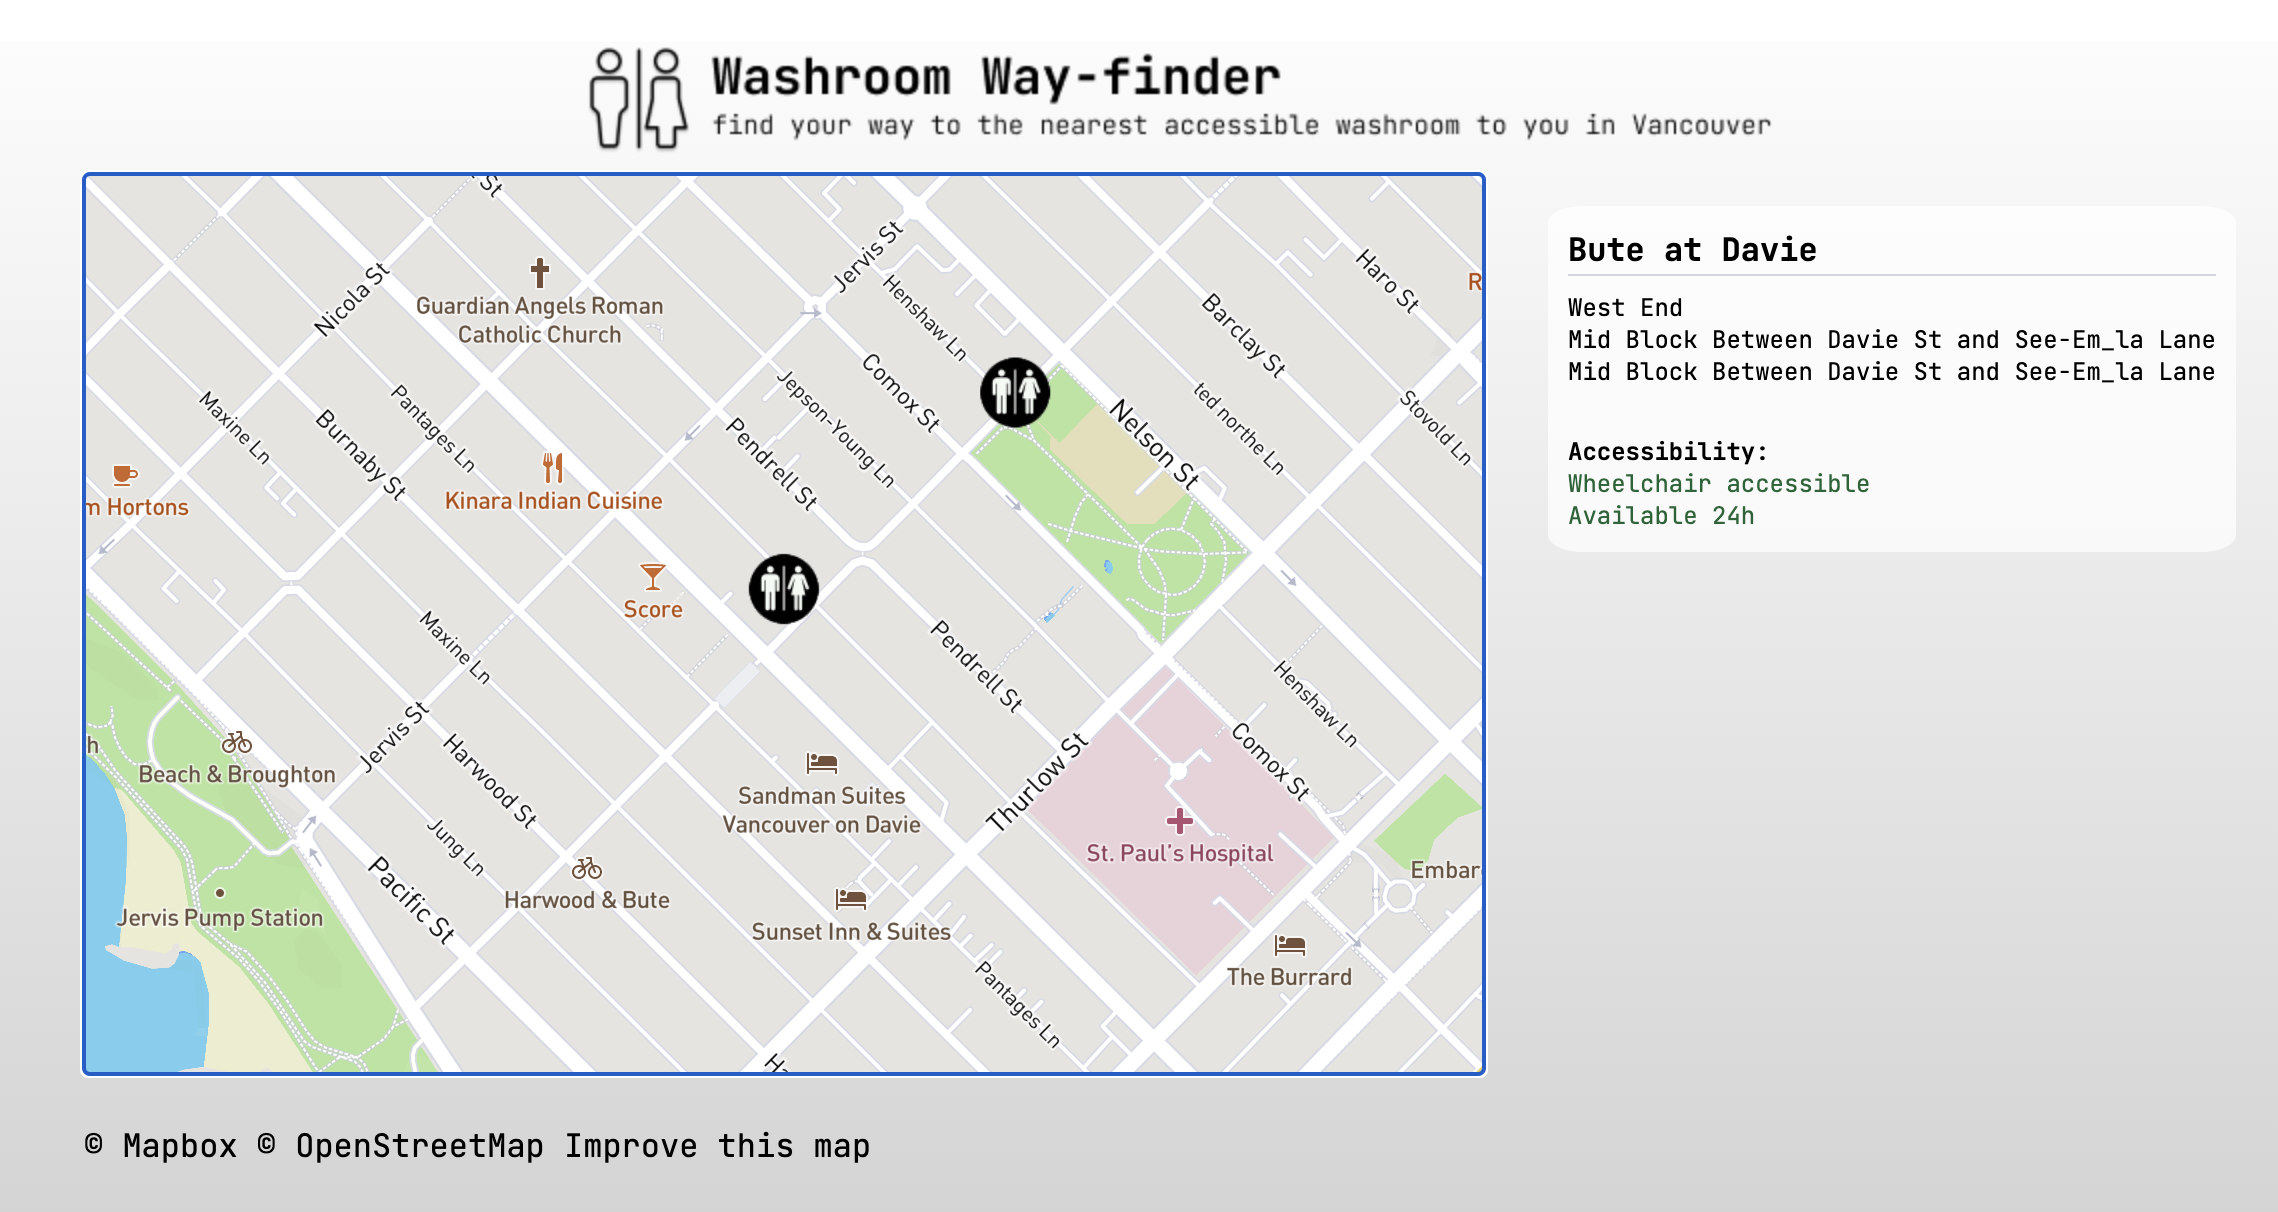 Washroom Way-finder
find your way to the nearest accessible washroom to you in Vancouver
St
Jervis St
Haro St
Nicola St
Guardian Angels Roman
Catholic Church
Henshaw Ln
Barclay St
R
Comox St
Jepson-Young Ln
Maxine Ln
Pantages Ln
Burnaby St
Pendrell St
Nelson St
ted northe Ln
Stovold Ln
m Hortons
Kinara Indian Cuisine
Score
Maxine Ln
Pendrell St
Henshaw Ln
h
Beach & Broughton
Jervis St
Harwood St
Sandman Suites
Vancouver on Davie
Thurlow St
Comox St
St. Paul's Hospital
Jung Ln
Pacific St
Harwood & Bute
Embar
Jervis Pump Station
Sunset Inn & Suites
Pantages Ln
The Burrard
Ha
Bute at Davie
West End
Mid Block Between Davie St and See-Em_la Lane
Mid Block Between Davie St and See-Em_la Lane
Accessibility:
Wheelchair accessible
Available 24h
© Mapbox © OpenStreetMap Improve this map